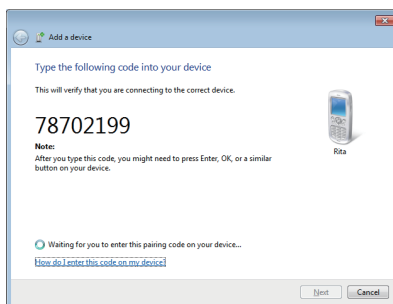 Add a device
Type the following code into your device
This will verify that you are connecting to the correct device.
78702199
Note:
After you type this code, you might need to press Enter, OK, or a similar
button on your device.
Rita
Waiting for you to enter this pairing code on your device...
How do I enter this code on my device?
Next Cancel